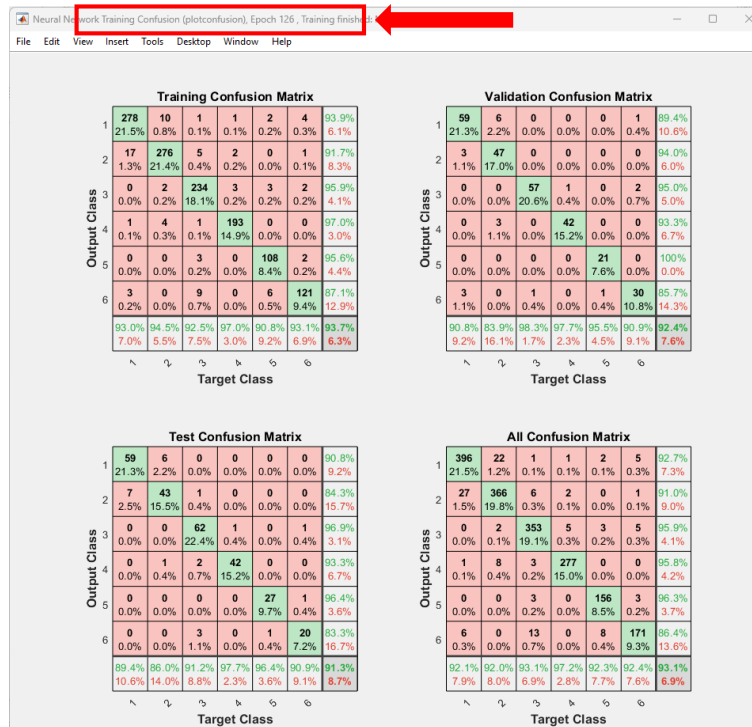 Neural Network Training Confusion (plotconfusion), Epoch 126 , Training finished:
File Edit View Insert Tools Desktop Window Help
Training Confusion Matrix
Output Class
1 278 10 1 1 2 4 93.9%
21.5% 0.8% 0.1% 0.1% 0.2% 0.3% 6.1%
2 17 276 5 2 0 1 91.7%
1.3% 21.4% 0.4% 0.2% 0.0% 0.1% 8.3%
3 0 2 234 3 3 2 95.9%
0.0% 0.2% 18.1% 0.2% 0.2% 0.2% 4.1%
4 1 4 1 193 0 0 97.0%
0.1% 0.3% 0.1% 14.9% 0.0% 0.0% 3.0%
5 0 0 3 0 108 2 95.6%
0.0% 0.0% 0.2% 0.0% 8.4% 0.2% 4.4%
6 3 0 9 0 6 121 87.1%
0.2% 0.0% 0.7% 0.0% 0.5% 9.4% 12.9%
93.0% 94.5% 92.5% 97.0% 90.8% 93.1% 93.7%
7.0% 5.5% 7.5% 3.0% 9.2% 6.9% 6.3%
1 2 3 4 5 6
Target Class
Validation Confusion Matrix
Output Class
1 59 6 0 0 0 1 89.4%
21.3% 2.2% 0.0% 0.0% 0.0% 0.4% 10.6%
2 3 47 0 0 0 0 94.0%
1.1% 17.0% 0.0% 0.0% 0.0% 0.0% 6.0%
3 0 0 57 1 0 2 95.0%
0.0% 0.0% 20.6% 0.4% 0.0% 0.7% 5.0%
4 0 3 0 42 0 0 93.3%
0.0% 1.1% 0.0% 15.2% 0.0% 0.0% 6.7%
5 0 0 0 0 21 0 100%
0.0% 0.0% 0.0% 0.0% 7.6% 0.0% 0.0%
6 3 0 1 0 1 30 85.7%
1.1% 0.0% 0.4% 0.0% 0.4% 10.8% 14.3%
90.8% 83.9% 98.3% 97.7% 95.5% 90.9% 92.4%
9.2% 16.1% 1.7% 2.3% 4.5% 9.1% 7.6%
1 2 3 4 5 6
Target Class
Test Confusion Matrix
Output Class
1 59 6 0 0 0 0 90.8%
21.3% 2.2% 0.0% 0.0% 0.0% 0.0% 9.2%
2 7 43 1 0 0 0 84.3%
2.5% 15.5% 0.4% 0.0% 0.0% 0.0% 15.7%
3 0 0 62 1 0 1 96.9%
0.0% 0.0% 22.4% 0.4% 0.0% 0.4% 3.1%
4 0 1 2 42 0 0 93.3%
0.0% 0.4% 0.7% 15.2% 0.0% 0.0% 6.7%
5 0 0 0 0 27 1 96.4%
0.0% 0.0% 0.0% 0.0% 9.7% 0.4% 3.6%
6 0 0 3 0 1 20 83.3%
0.0% 0.0% 1.1% 0.0% 0.4% 7.2% 16.7%
89.4% 86.0% 91.2% 97.7% 96.4% 90.9% 91.3%
10.6% 14.0% 8.8% 2.3% 3.6% 9.1% 8.7%
1 2 3 4 5 6
Target Class
All Confusion Matrix
Output Class
1 396 22 1 1 2 5 92.7%
21.5% 1.2% 0.1% 0.1% 0.1% 0.3% 7.3%
2 27 366 6 2 0 1 91.0%
1.5% 19.8% 0.3% 0.1% 0.0% 0.1% 9.0%
3 0 2 353 5 3 5 95.9%
0.0% 0.1% 19.1% 0.3% 0.2% 0.3% 4.1%
4 1 8 3 277 0 0 95.8%
0.1% 0.4% 0.2% 15.0% 0.0% 0.0% 4.2%
5 0 0 3 0 156 3 96.3%
0.0% 0.0% 0.2% 0.0% 8.5% 0.2% 3.7%
6 6 0 13 0 8 171 86.4%
0.3% 0.0% 0.7% 0.0% 0.4% 9.3% 13.6%
92.1% 92.0% 93.1% 97.2% 92.3% 92.4% 93.1%
7.9% 8.0% 6.9% 2.8% 7.7% 7.6% 6.9%
1 2 3 4 5 6
Target Class